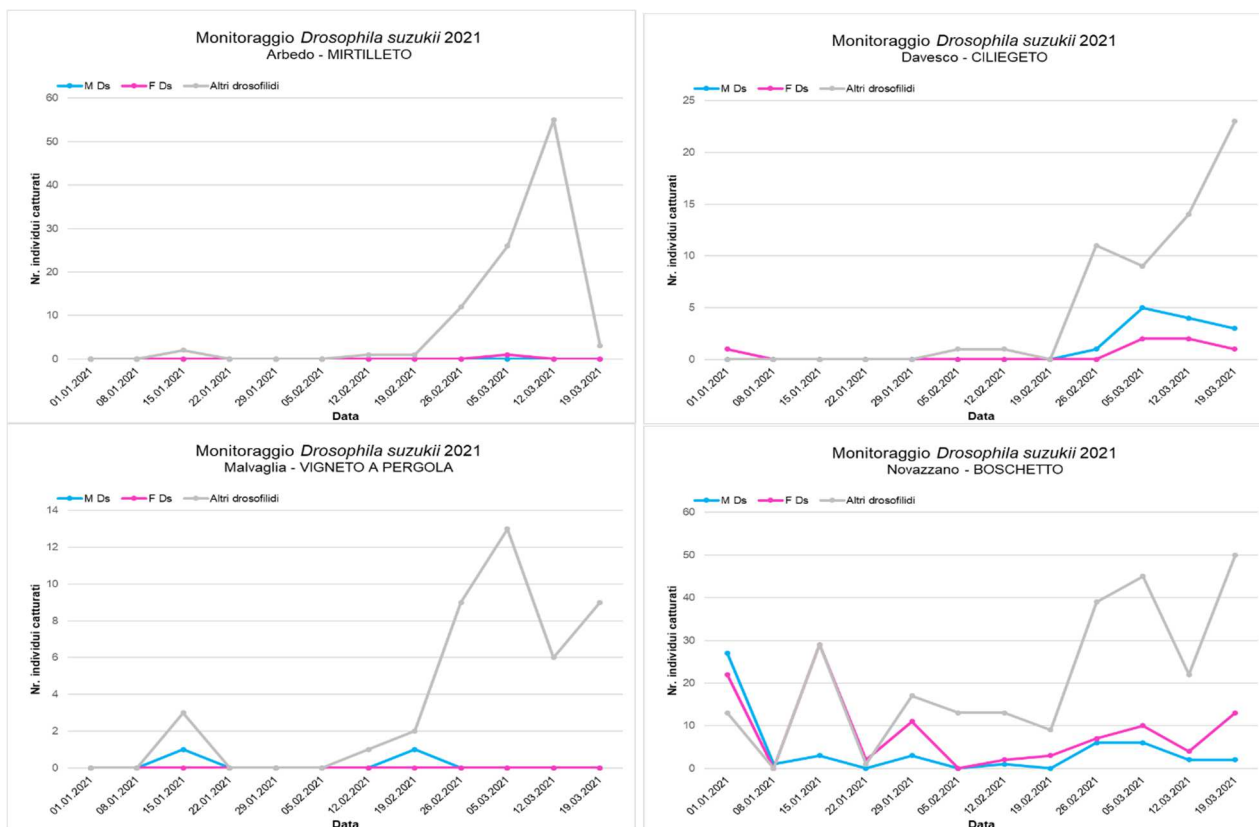 Monitoraggio Drosophila suzukii 2021
Arbedo - MIRTILLETO
M Ds F Ds Altri drosofilidi
60
50
40
30
20
10
0
Nr. individui catturati
01.01.2021 08.01.2021 15.01.2021 22.01.2021 29.01.2021 05.02.2021 12.02.2021 19.02.2021 26.02.2021 05.03.2021 12.03.2021 19.03.2021
Data
Monitoraggio Drosophila suzukii 2021
Davesco - CILIEGETO
M Ds F Ds Altri drosofilidi
25
20
15
10
5
0
Nr. individui catturati
01.01.2021 08.01.2021 15.01.2021 22.01.2021 29.01.2021 05.02.2021 12.02.2021 19.02.2021 26.02.2021 05.03.2021 12.03.2021 19.03.2021
Data
Monitoraggio Drosophila suzukii 2021
Malvaglia - VIGNETO A PERGOLA
M Ds F Ds Altri drosofilidi
14
12
10
8
6
4
2
0
Nr. individui catturati
01.01.2021 08.01.2021 15.01.2021 22.01.2021 29.01.2021 05.02.2021 12.02.2021 19.02.2021 26.02.2021 05.03.2021 12.03.2021 19.03.2021
Data
Monitoraggio Drosophila suzukii 2021
Novazzano - BOSCHETTO
M Ds F Ds Altri drosofilidi
60
50
40
30
20
10
0
Nr. individui catturati
01.01.2021 08.01.2021 15.01.2021 22.01.2021 29.01.2021 05.02.2021 12.02.2021 19.02.2021 26.02.2021 05.03.2021 12.03.2021 19.03.2021
Data